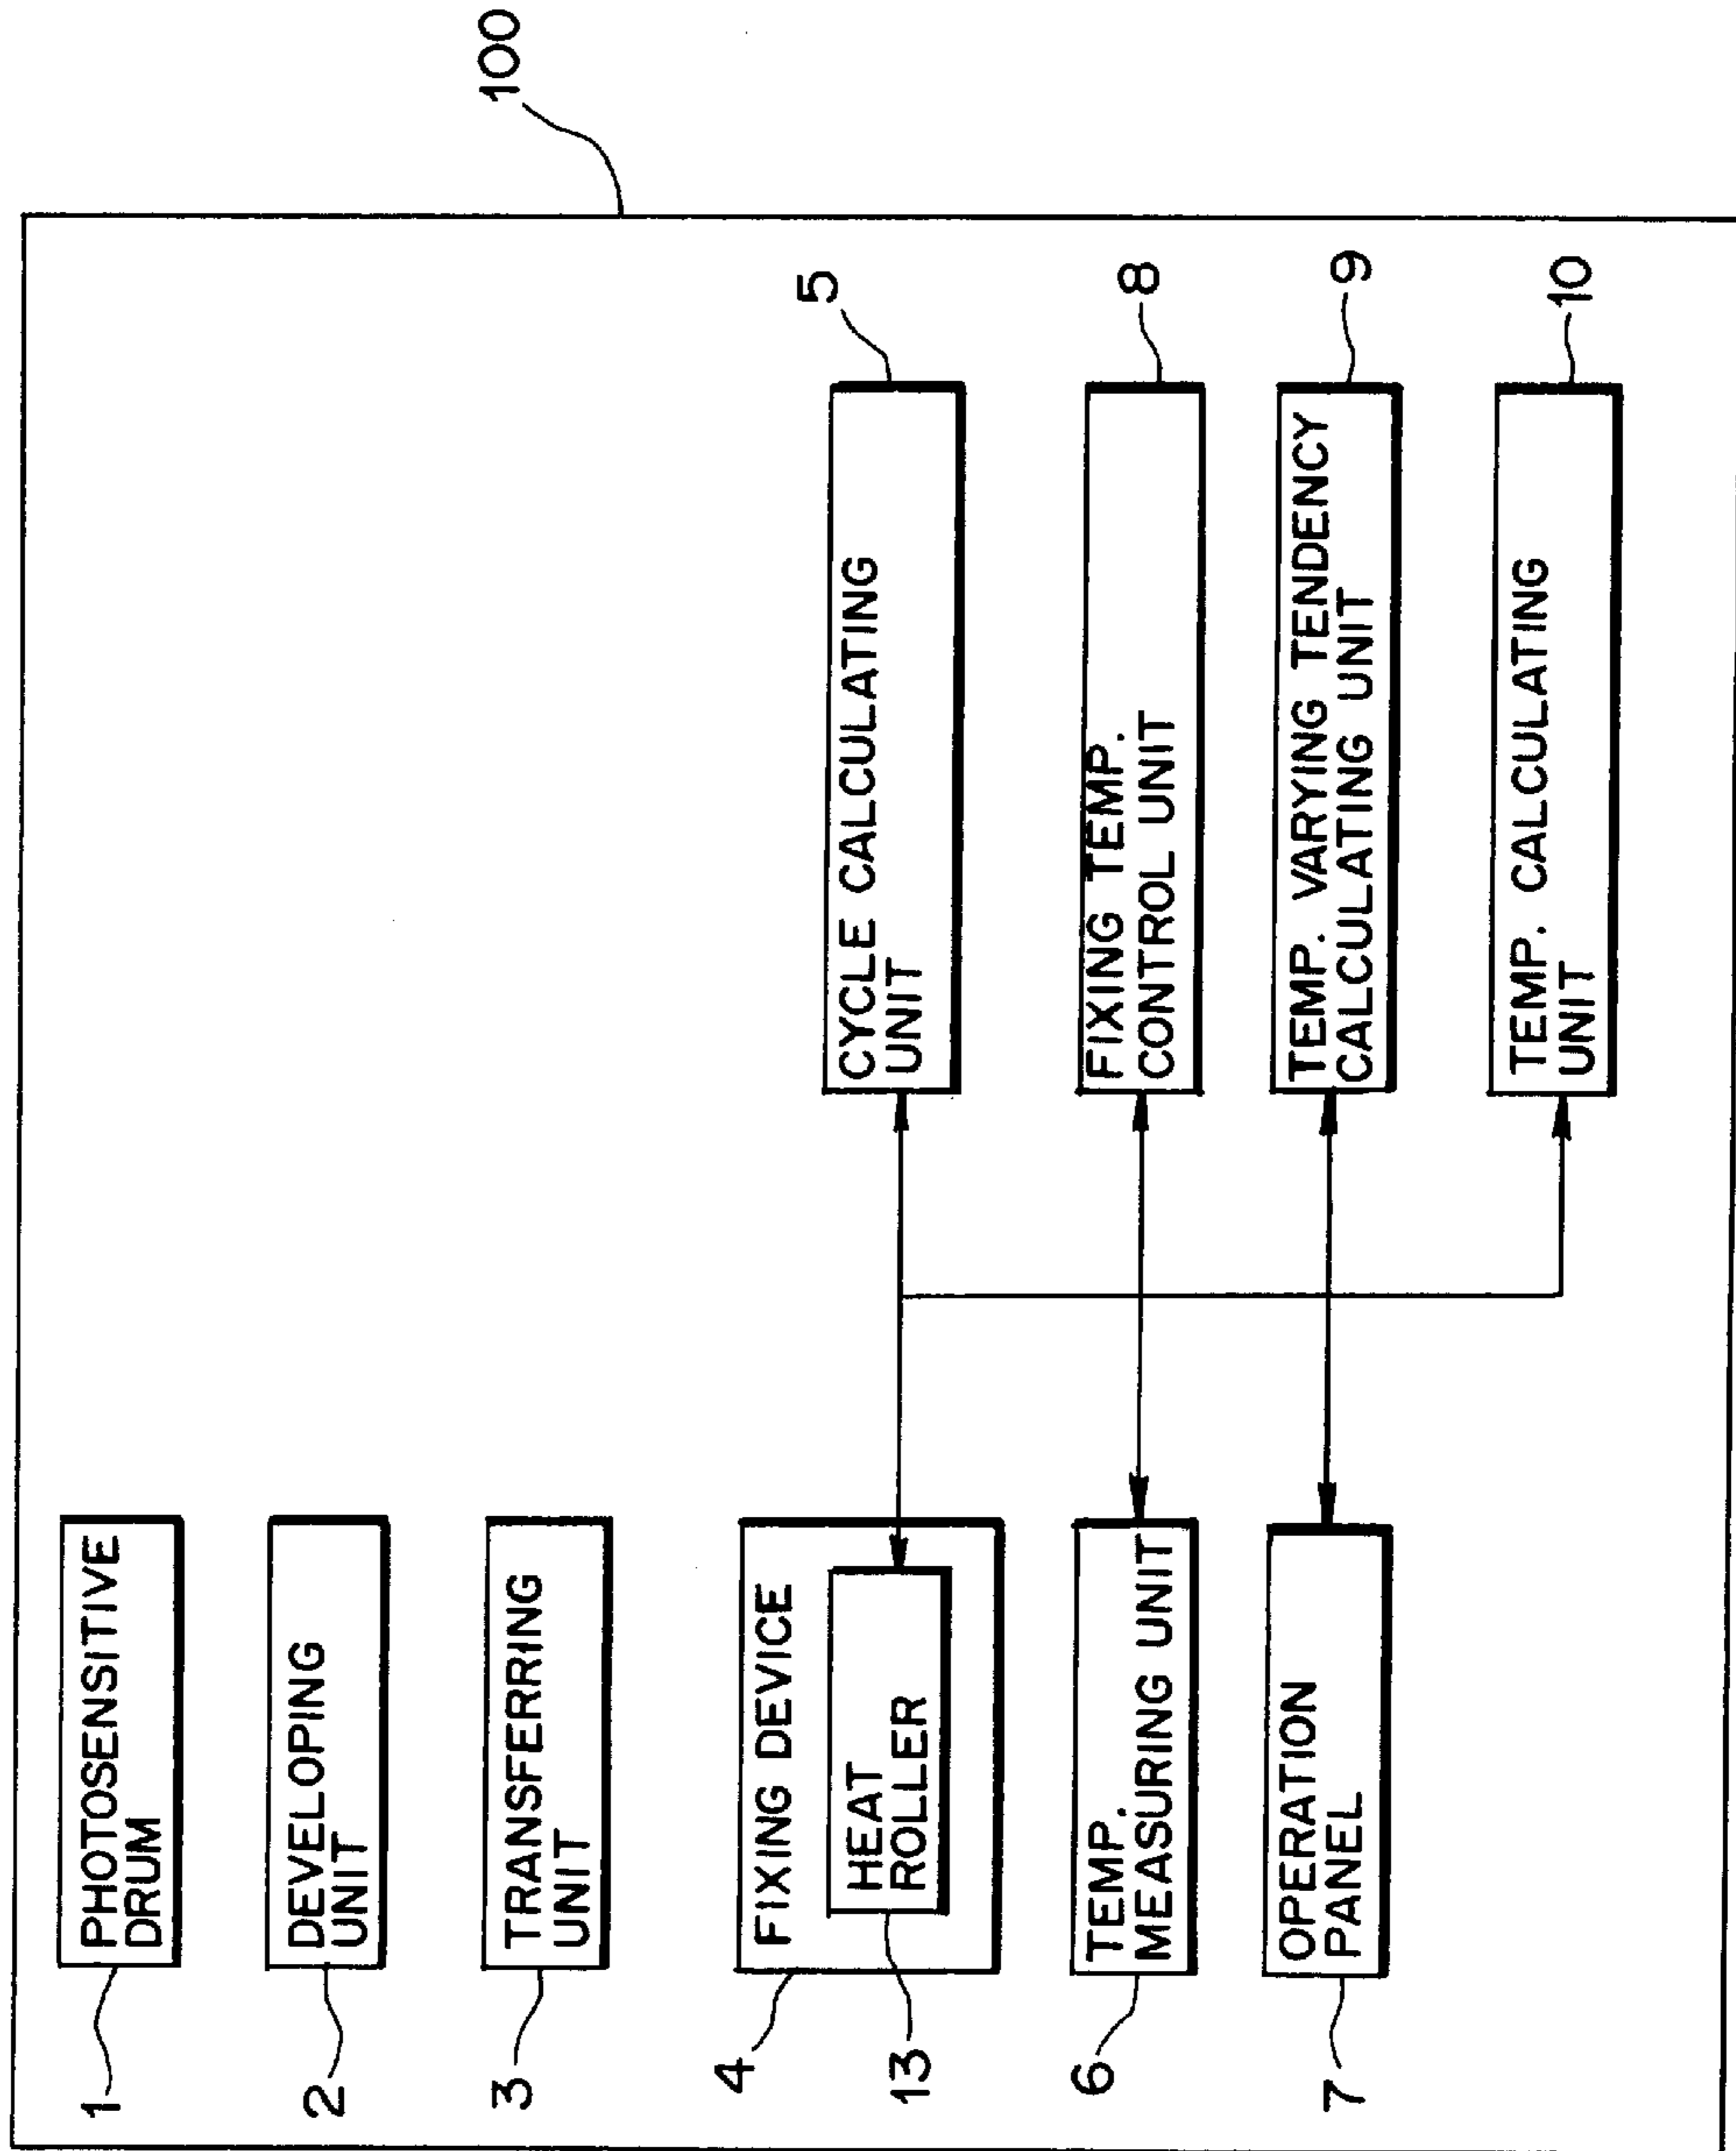 100
1
PHOTOSENSITIVE
DRUM
2
DEVELOPING
UNIT
3
TRANSFERRING
UNIT
4
FIXING DEVICE
13
HEAT
ROLLER
5
CYCLE CALCULATING
UNIT
6
TEMP.
MEASURING UNIT
8
FIXING TEMP.
CONTROL UNIT
7
OPERATION
PANEL
9
TEMP. VARYING TENDENCY
CALCULATING UNIT
10
TEMP. CALCULATING
UNIT